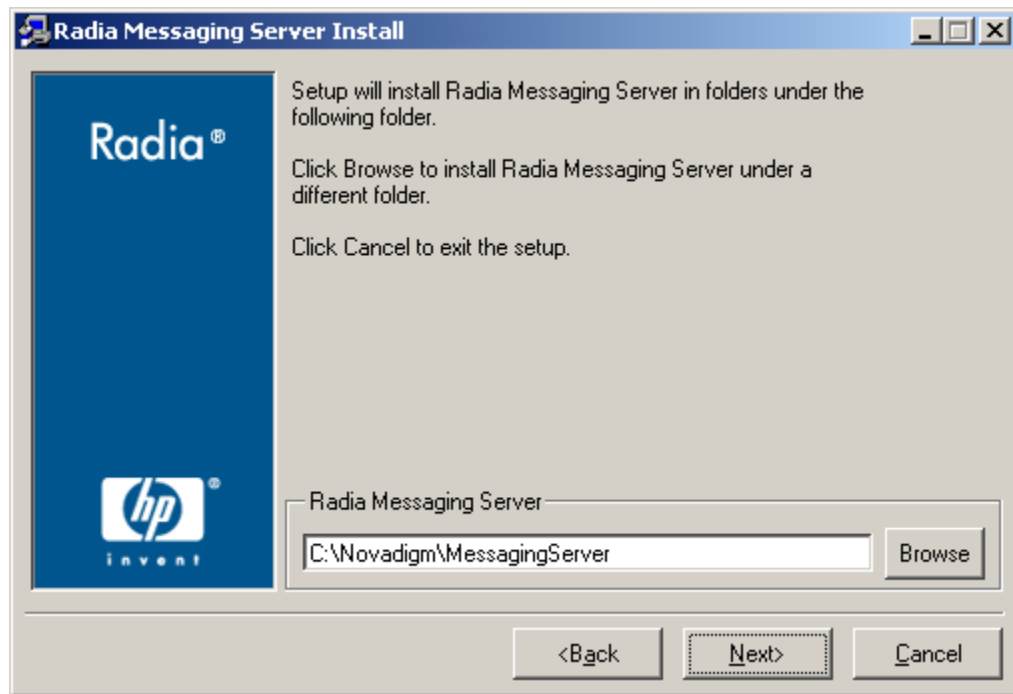 Radia Messaging Server Install
Radia®
Setup will install Radia Messaging Server in folders under the
following folder.
Click Browse to install Radia Messaging Server under a
different folder.
Click Cancel to exit the setup.
hp®
invent
Radia Messaging Server
C:\Novadigm\MessagingServer
Browse
<Back
Next>
Cancel